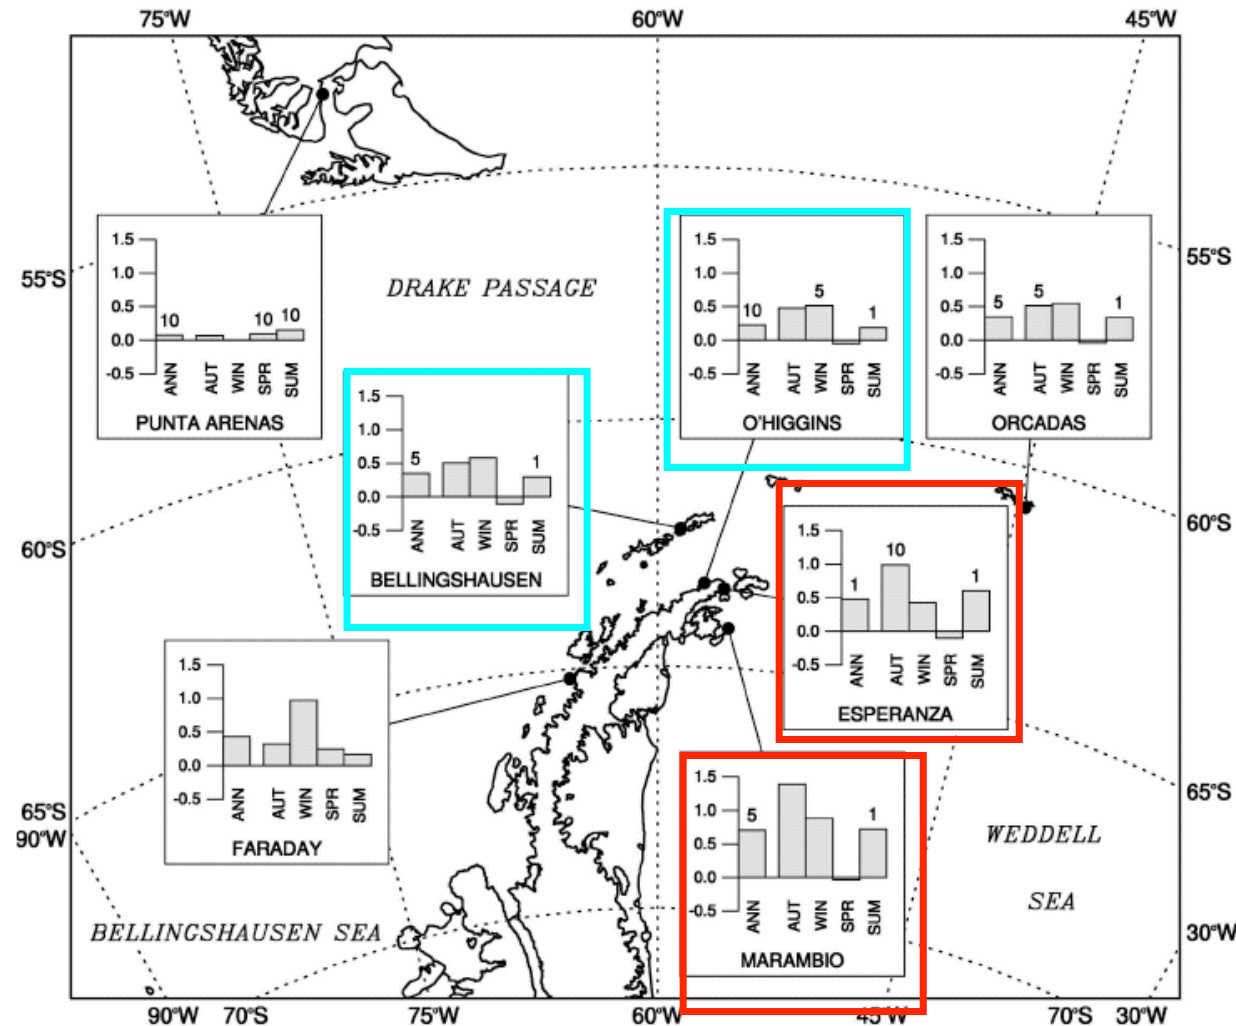 75°W 60°W 45°W
55°S
60°S
65°S
90°W
55°S
60°S
65°S
30°W
90°W 70°S 75°W 60°W 45°W 70°S 30°W
DRAKE PASSAGE
BELLINGSHAUSEN SEA
WEDDELL
SEA
1.5
1.0
0.5
0.0
-0.5
10 10 10
ANN AUT WIN SPR SUM
PUNTA ARENAS
1.5
1.0
0.5
0.0
-0.5
10 5 1
ANN AUT WIN SPR SUM
O'HIGGINS
1.5
1.0
0.5
0.0
-0.5
5 5 1
ANN AUT WIN SPR SUM
ORCADAS
1.5
1.0
0.5
0.0
-0.5
5 1
ANN AUT WIN SPR SUM
BELLINGSHAUSEN
1.5
1.0
0.5
0.0
-0.5
1 10 1
ANN AUT WIN SPR SUM
ESPERANZA
1.5
1.0
0.5
0.0
-0.5
ANN AUT WIN SPR SUM
FARADAY
1.5
1.0
0.5
0.0
-0.5
5 1
ANN AUT WIN SPR SUM
MARAMBIO